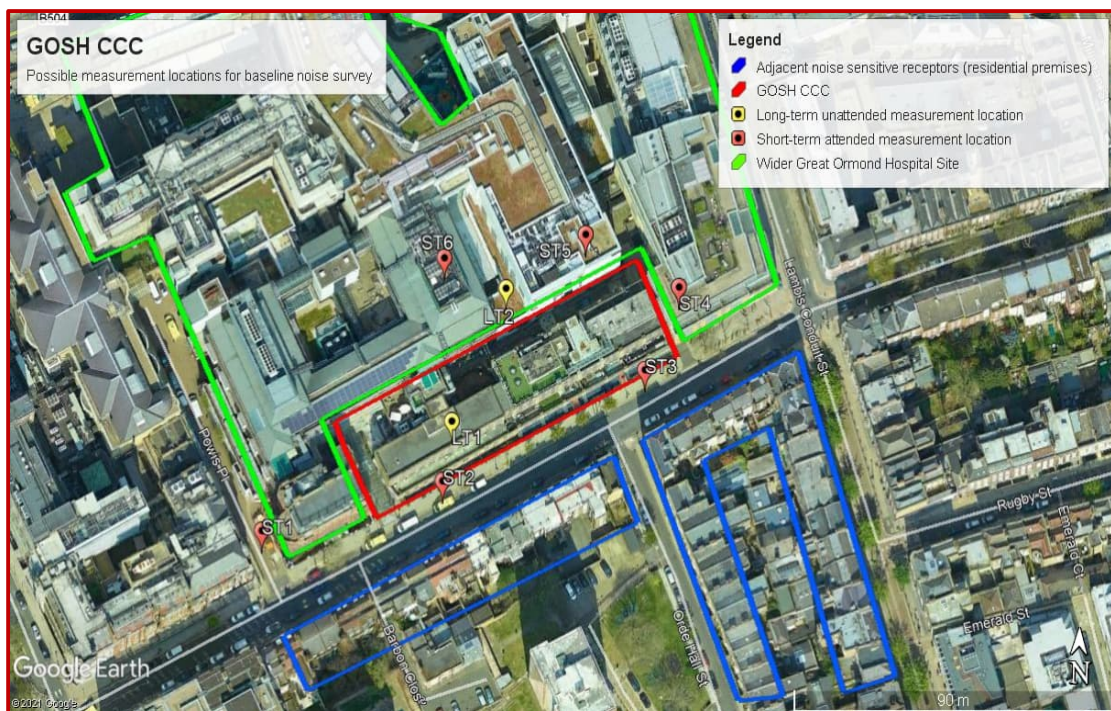 B504
GOSH CCC
Possible measurement locations for baseline noise survey
Legend
Adjacent noise sensitive receptors (residential premises)
GOSH CCC
Long-term unattended measurement location
Short-term attended measurement location
Wider Great Ormond Hospital Site
ST6
ST5
LT2
ST4
Lamb's Conduit St
ST3
LT1
ST2
Powis Pl
ST1
Rugby St
Emerald Ct
Emerald St
Barbon Close
Orde Hall St
Google Earth
©2021 Google
90 m
N